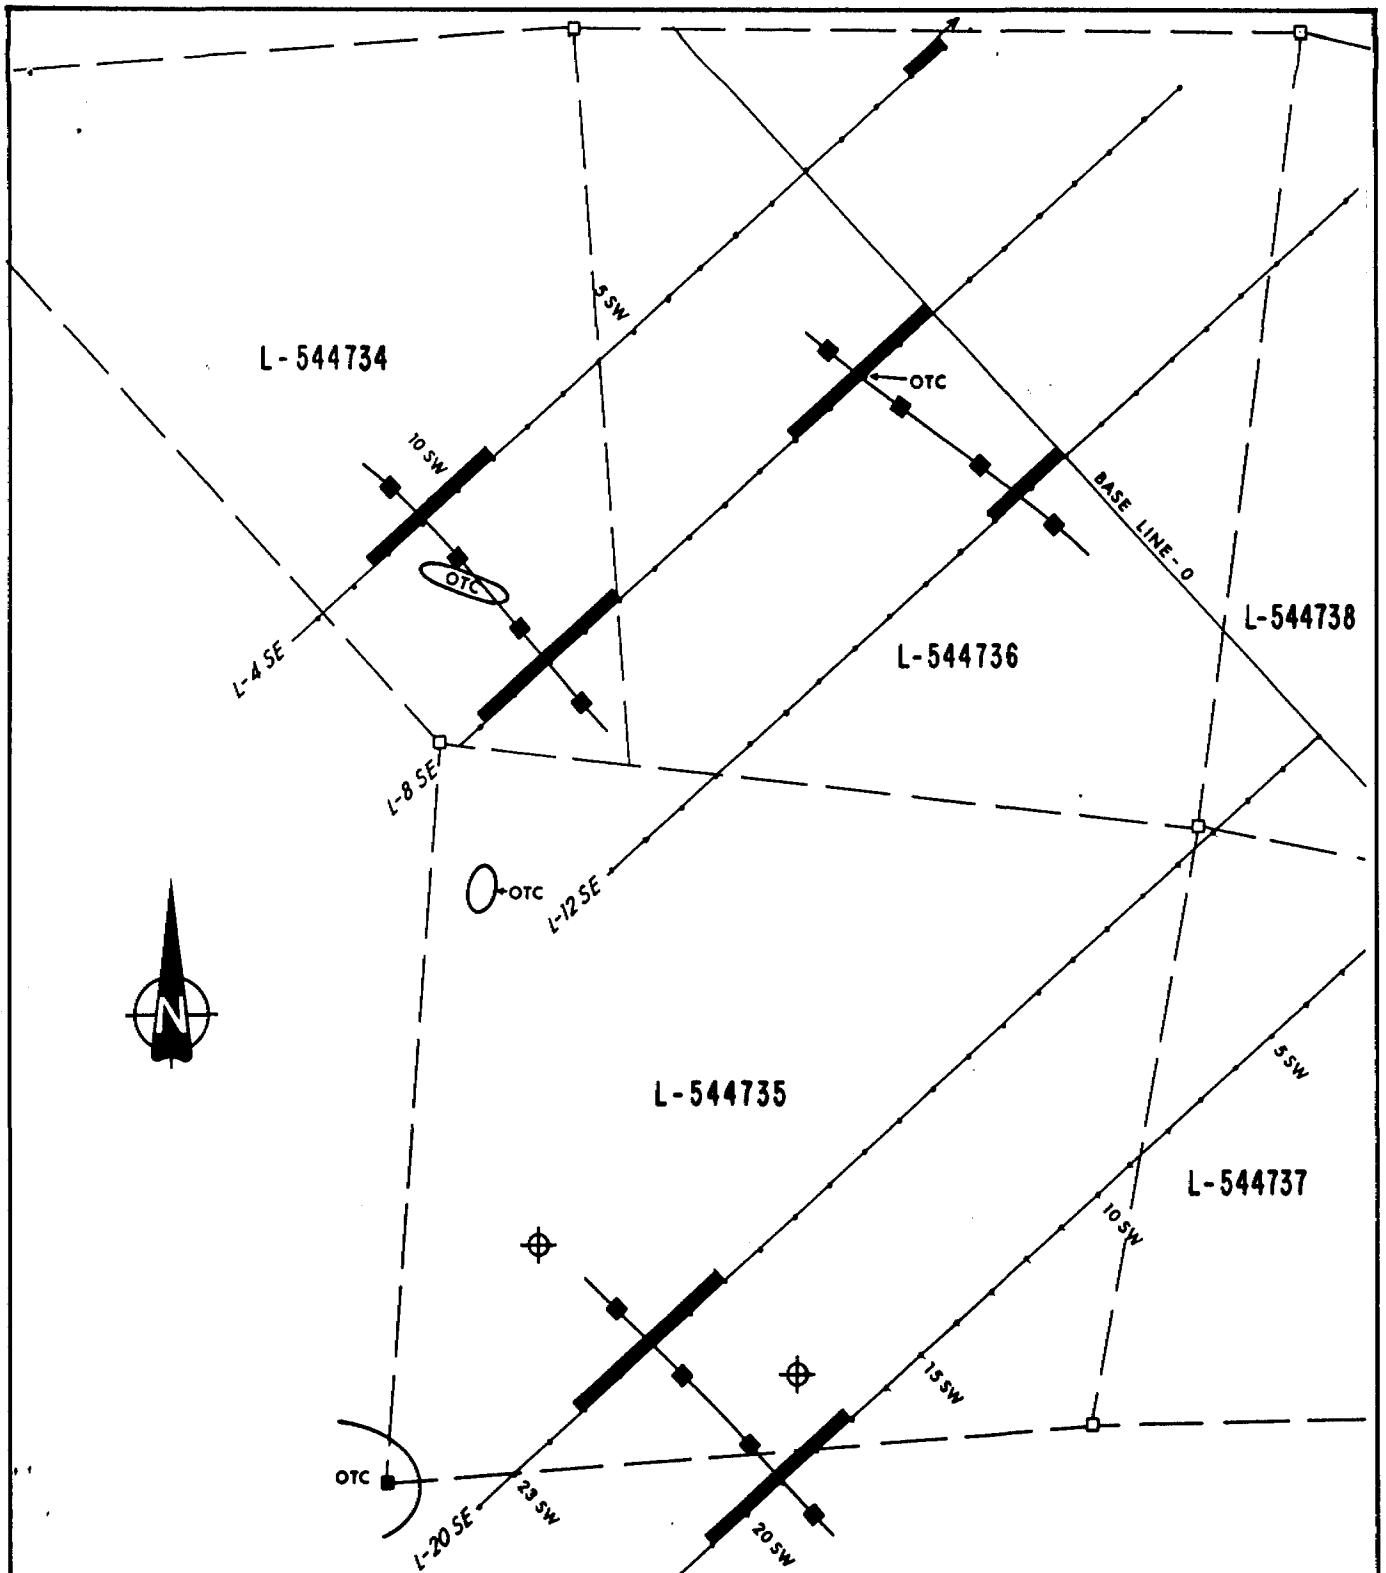 5 SW
L-544734
OTC
10 SW
BASE LINE-0
OTC
L-544738
L-4 SE
L-544736
L-8 SE
OTC
L-12 SE
N
5 SW
L-544735
L-544737
10 SW
15 SW
OTC
23 SW
L-20 SE
20 SW